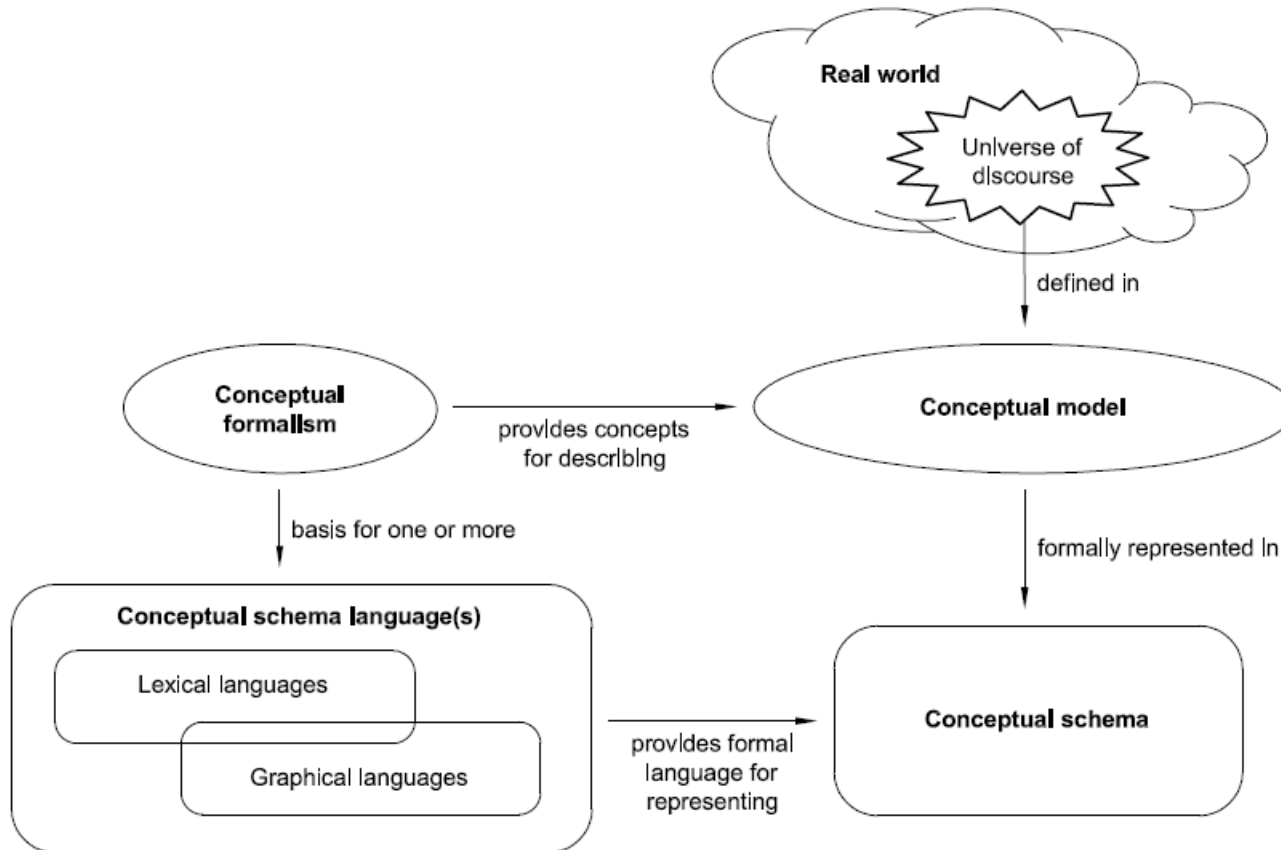 Real world
Universe of
discourse
defined in
Conceptual
formalism
provides concepts
for describing
Conceptual model
basis for one or more
formally represented in
Conceptual schema language(s)
Lexical languages
Graphical languages
provides formal
language for
representing
Conceptual schema